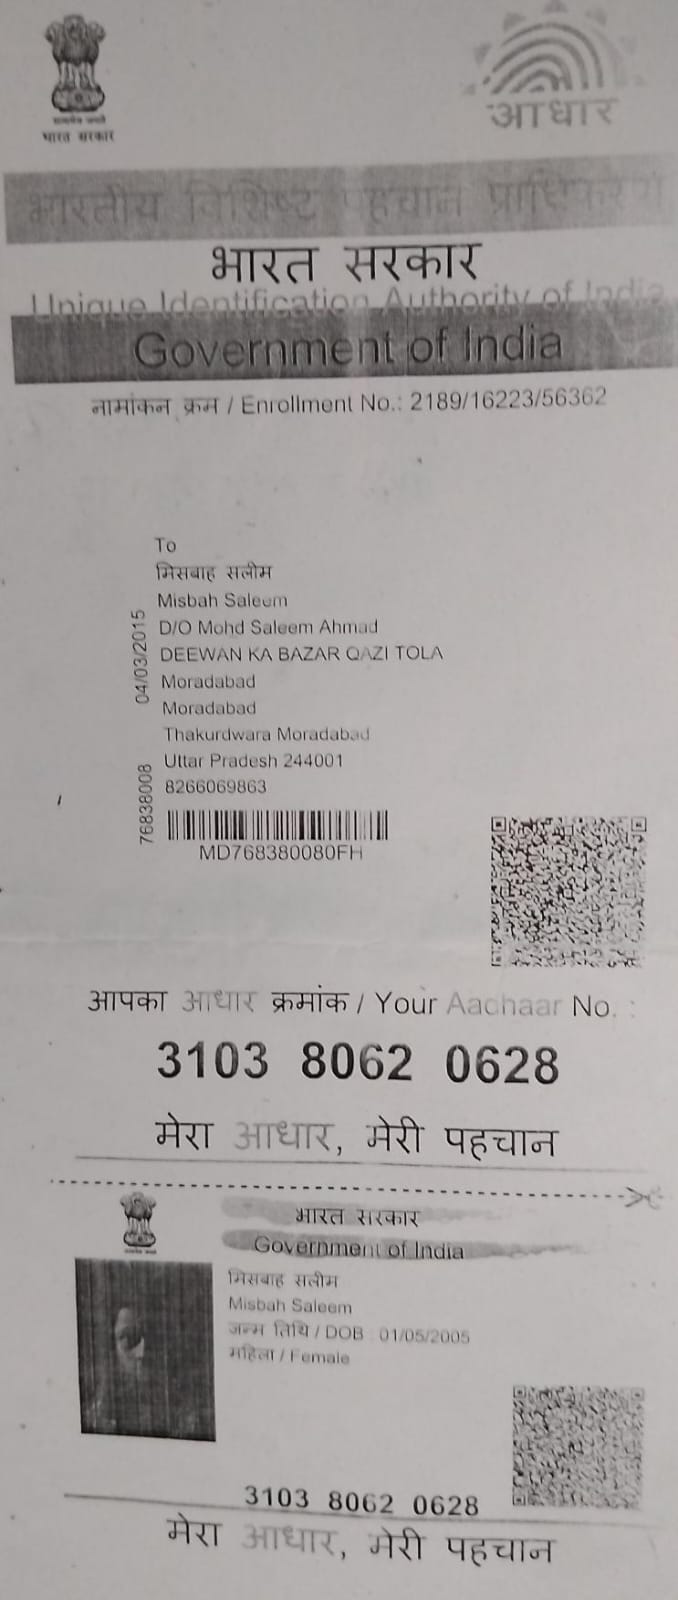 भारत सरकार
आधार
भारतीय विशिष्ट पहचान प्राधिकरण
भारत सरकार
Unique Identification Authority of India
Government of India
नामांकन क्रम / Enrollment No.: 2189/16223/56362
To
मिसबाह सलीम
Misbah Saleem
D/O Mohd Saleem Ahmad
DEEWAN KA BAZAR QAZI TOLA
Moradabad
Moradabad
Thakurdwara Moradabad
Uttar Pradesh 244001
8266069863
04/03/2015
76838008
MD768380080FH
आपका आधार क्रमांक / Your Aadhaar No. :
3103 8062 0628
मेरा आधार, मेरी पहचान
भारत सरकार
Government of India
मिसबाह सलीम
Misbah Saleem
जन्म तिथि / DOB : 01/05/2005
महिला / Female
3103 8062 0628
मेरा आधार, मेरी पहचान